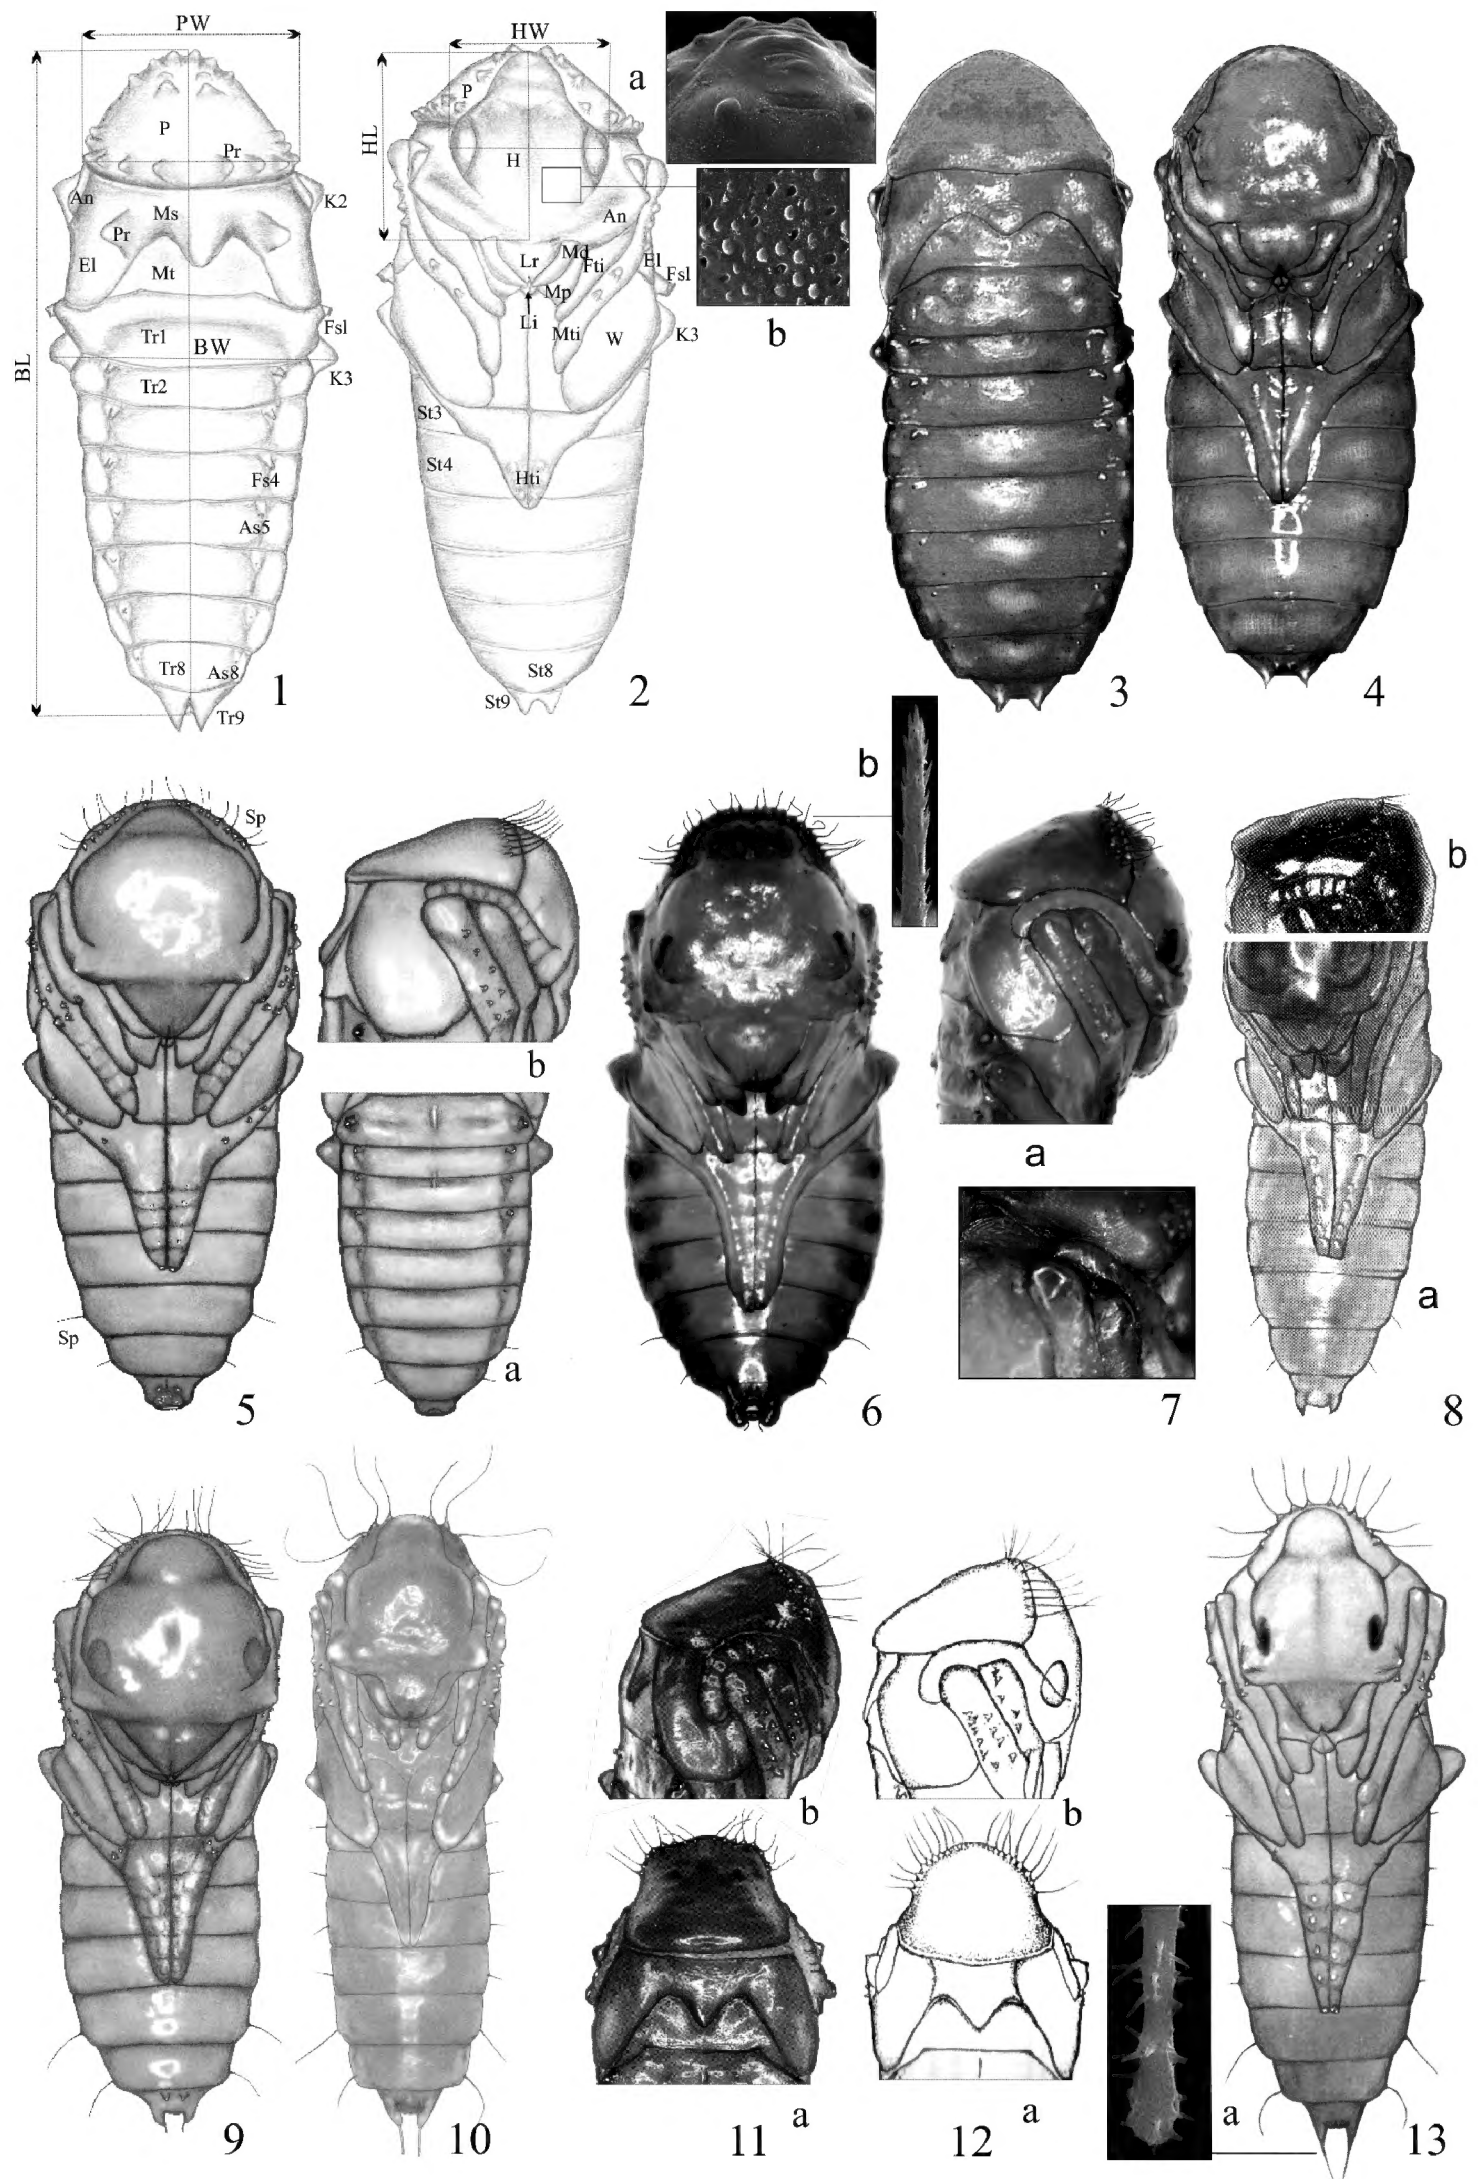 PW
BL
P
Pr
An
Ms
K2
Pr
El
Mt
Fsl
Tr1
BW
K3
Tr2
Fs4
As5
Tr8
As8
Tr9
1
HW
HL
P
H
An
Lr
Md
Fti
El
Fsl
Mp
Li
Mti
W
K3
St3
St4
Hti
St8
St9
2
a
b
3
4
Sp
Sp
5
b
a
b
6
a
7
b
a
8
9
10
b
a
11
b
a
12
a
13